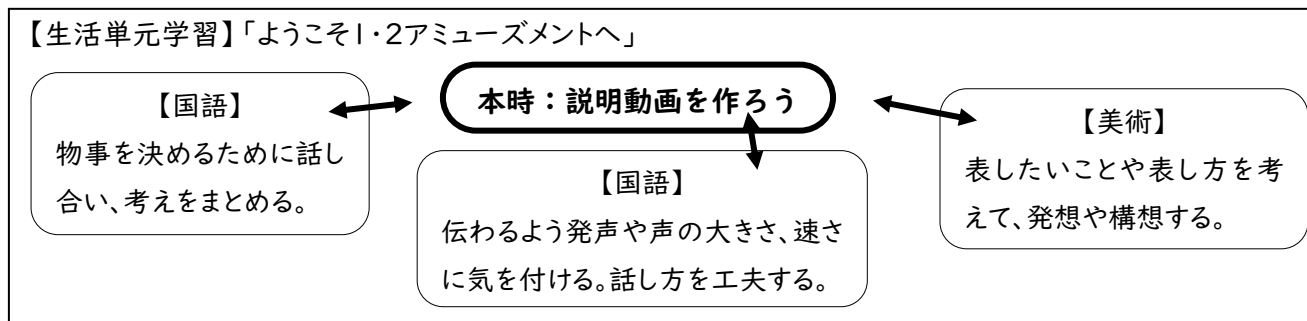 【生活単元学習】「ようこそ1・2アミューズメントへ」
本時：説明動画を作ろう
【国語】
物事を決めるために話し
合い、考えをまとめる。
【国語】
伝わるよう発声や声の大きさ、速さ
に気を付ける。話し方を工夫する。
【美術】
表したいことや表し方を考
えて、発想や構想する。